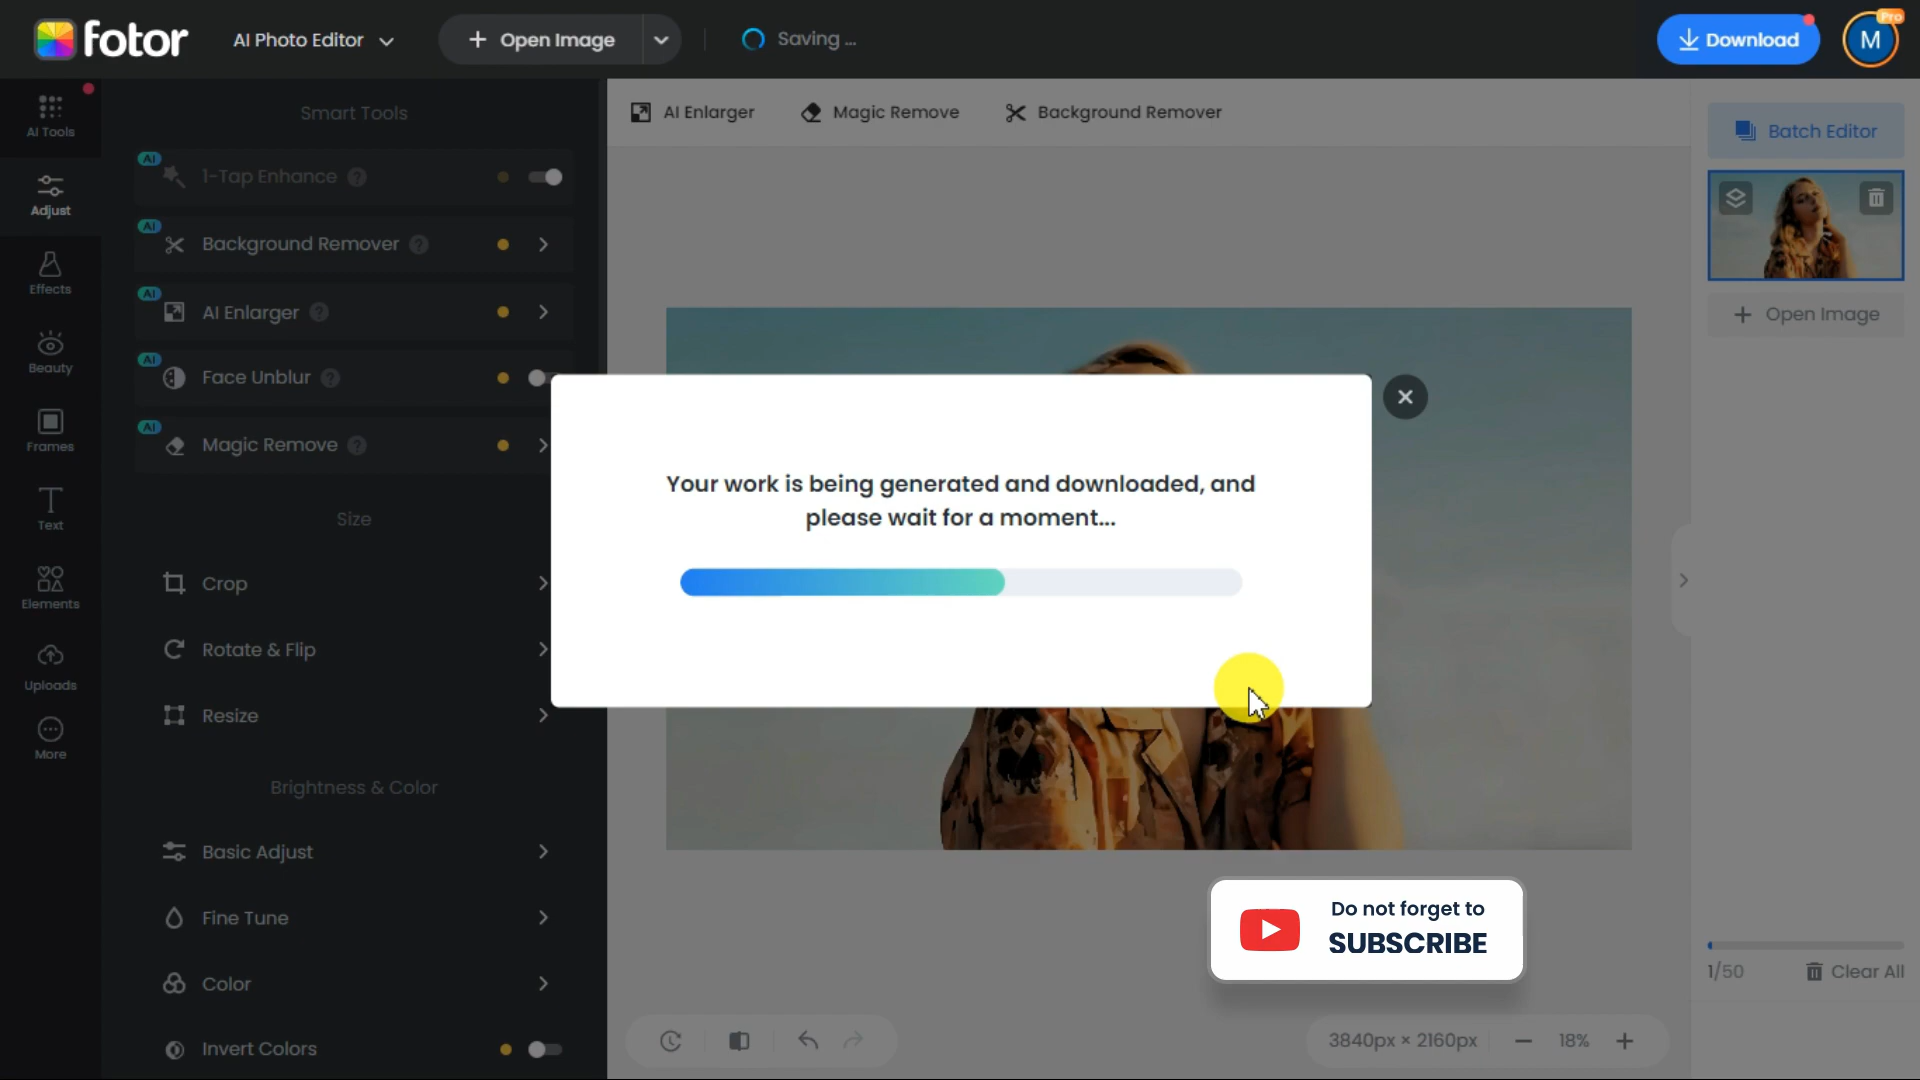 fotor
AI Photo Editor
Open Image
Saving ...
Download
Pro
M
AI Tools
Adjust
Effects
Beauty
Frames
Text
Elements
Uploads
More
Smart Tools
AI
1-Tap Enhance
AI
Background Remover
AI
AI Enlarger
AI
Face Unblur
AI
Magic Remove
Size
Crop
Rotate & Flip
Resize
Brightness & Color
Basic Adjust
Fine Tune
Color
Invert Colors
AI Enlarger
Magic Remove
Background Remover
Your work is being generated and downloaded, and
please wait for a moment...
Do not forget to
SUBSCRIBE
3840px × 2160px
18%
Batch Editor
Open Image
1/50
Clear All